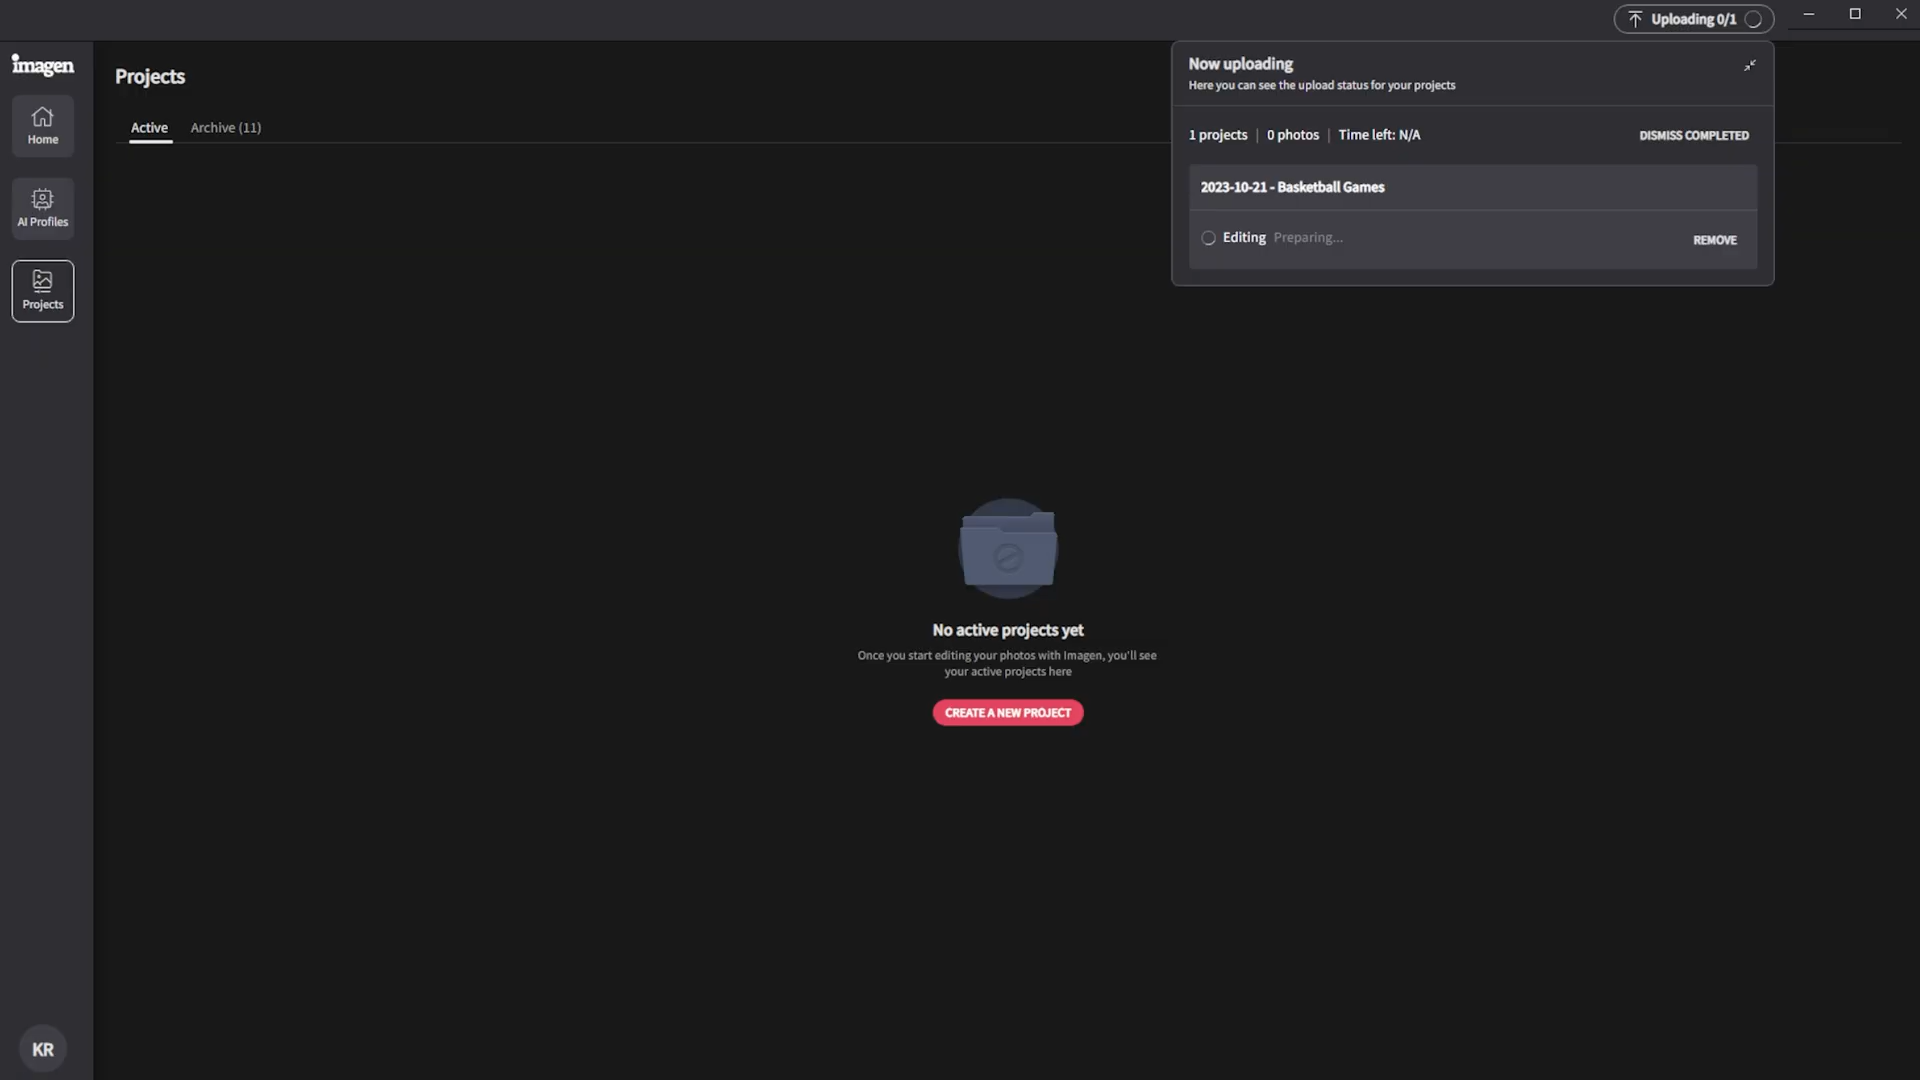 Uploading 0/1
imagen
Home
AI Profiles
Projects
KR
Projects
Active
Archive (11)
Now uploading
Here you can see the upload status for your projects
1 projects | 0 photos | Time left: N/A
DISMISS COMPLETED
2023-10-21 - Basketball Games
Editing Preparing...
REMOVE
No active projects yet
Once you start editing your photos with Imagen, you'll see
your active projects here
CREATE A NEW PROJECT